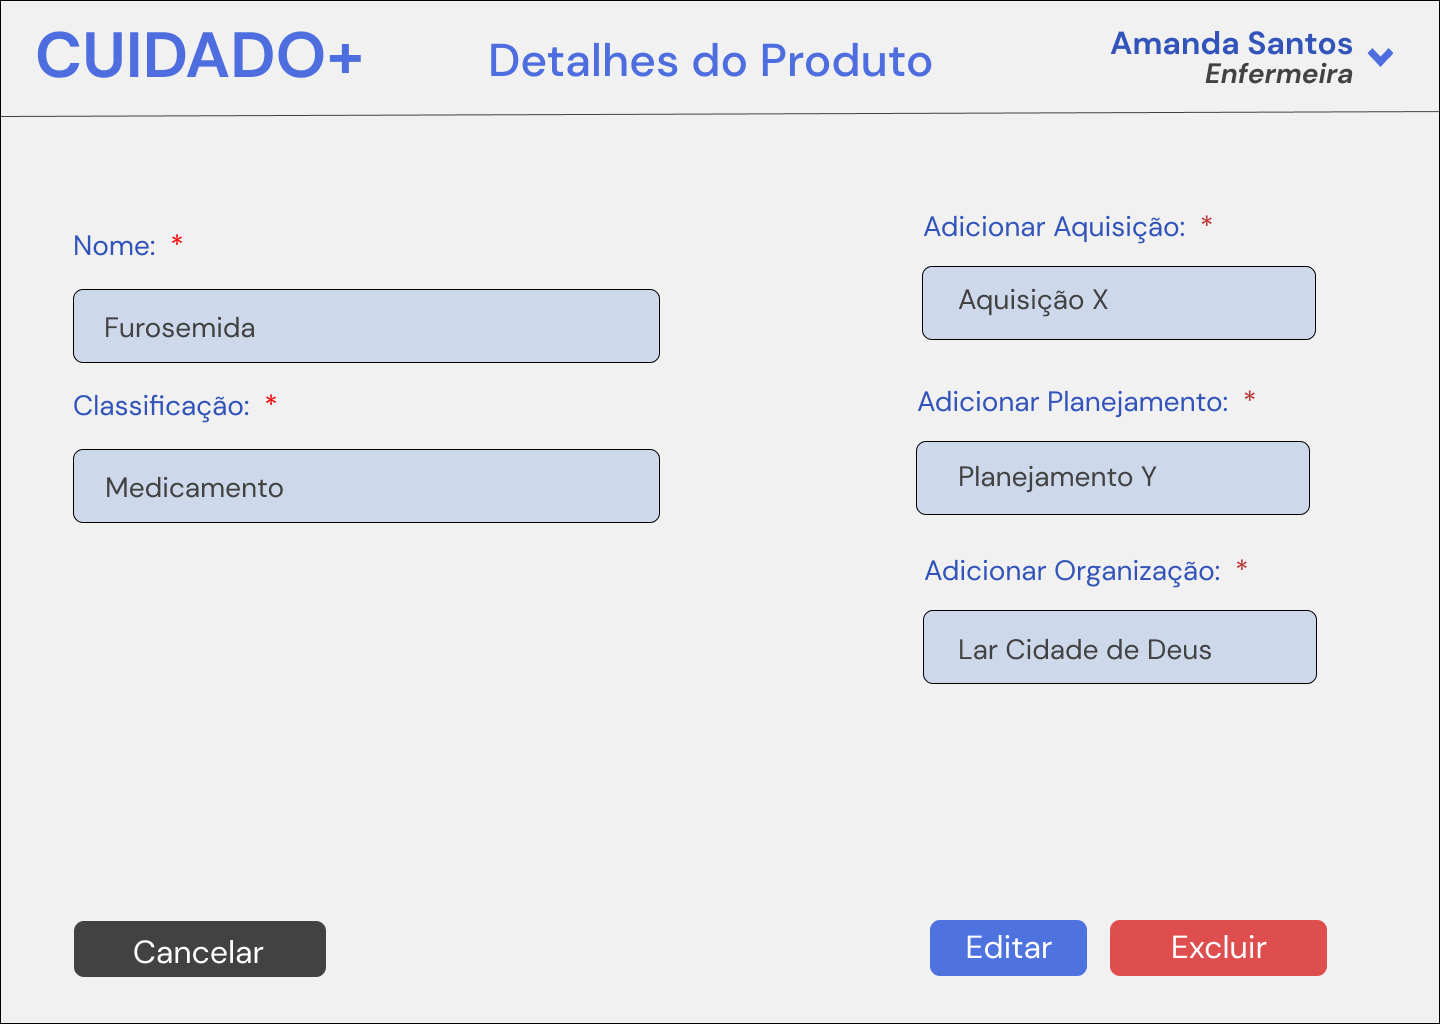 CUIDADO+
Detalhes do Produto
Amanda Santos
Enfermeira
Nome: *
Furosemida
Classificação: *
Medicamento
Adicionar Aquisição: *
Aquisição X
Adicionar Planejamento: *
Planejamento Y
Adicionar Organização: *
Lar Cidade de Deus
Cancelar
Editar
Excluir